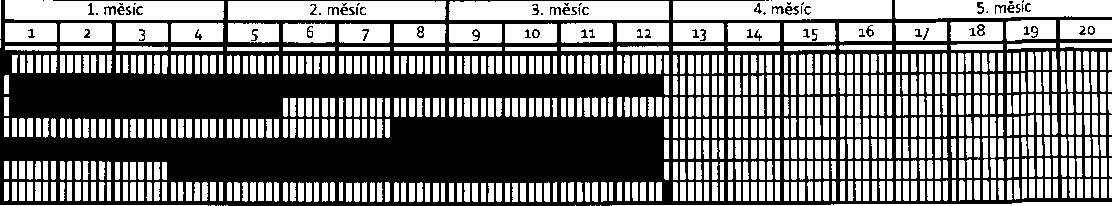 1. měsíc 2. měsíc 3. měsíc 4. měsíc 5. měsíc
1 2 3 4 5 6 7 8 9 10 11 12 13 14 15 16 17 18 19 20